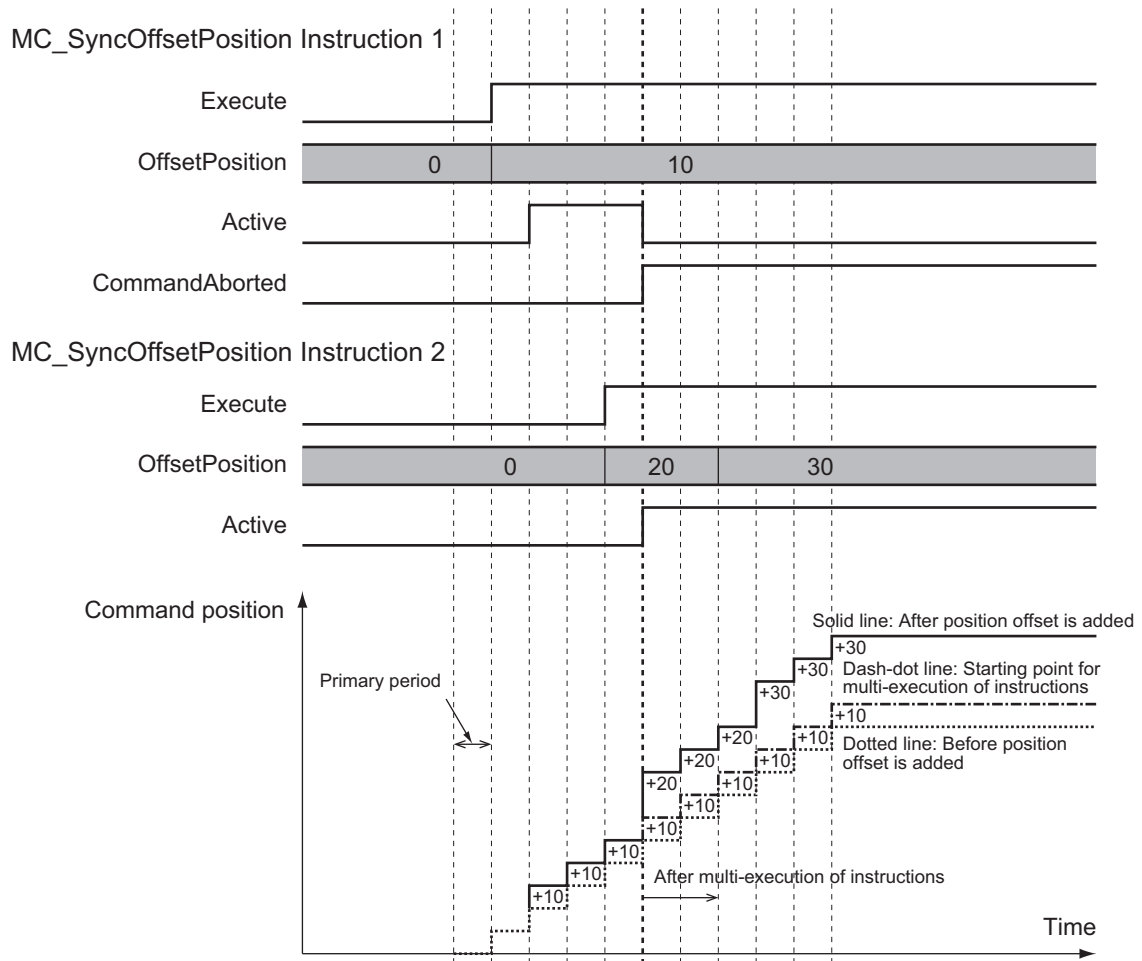 MC_SyncOffsetPosition Instruction 1
Execute
OffsetPosition
0
10
Active
CommandAborted
MC_SyncOffsetPosition Instruction 2
Execute
OffsetPosition
0
20
30
Active
Command position
Solid line: After position offset is added
+30
Primary period
+30
Dash-dot line: Starting point for
multi-execution of instructions
+30
+10
+20
+10
Dotted line: Before position
offset is added
+20
+10
+20
+10
+10
+10
+10
+10
+10
After multi-execution of instructions
+10
Time